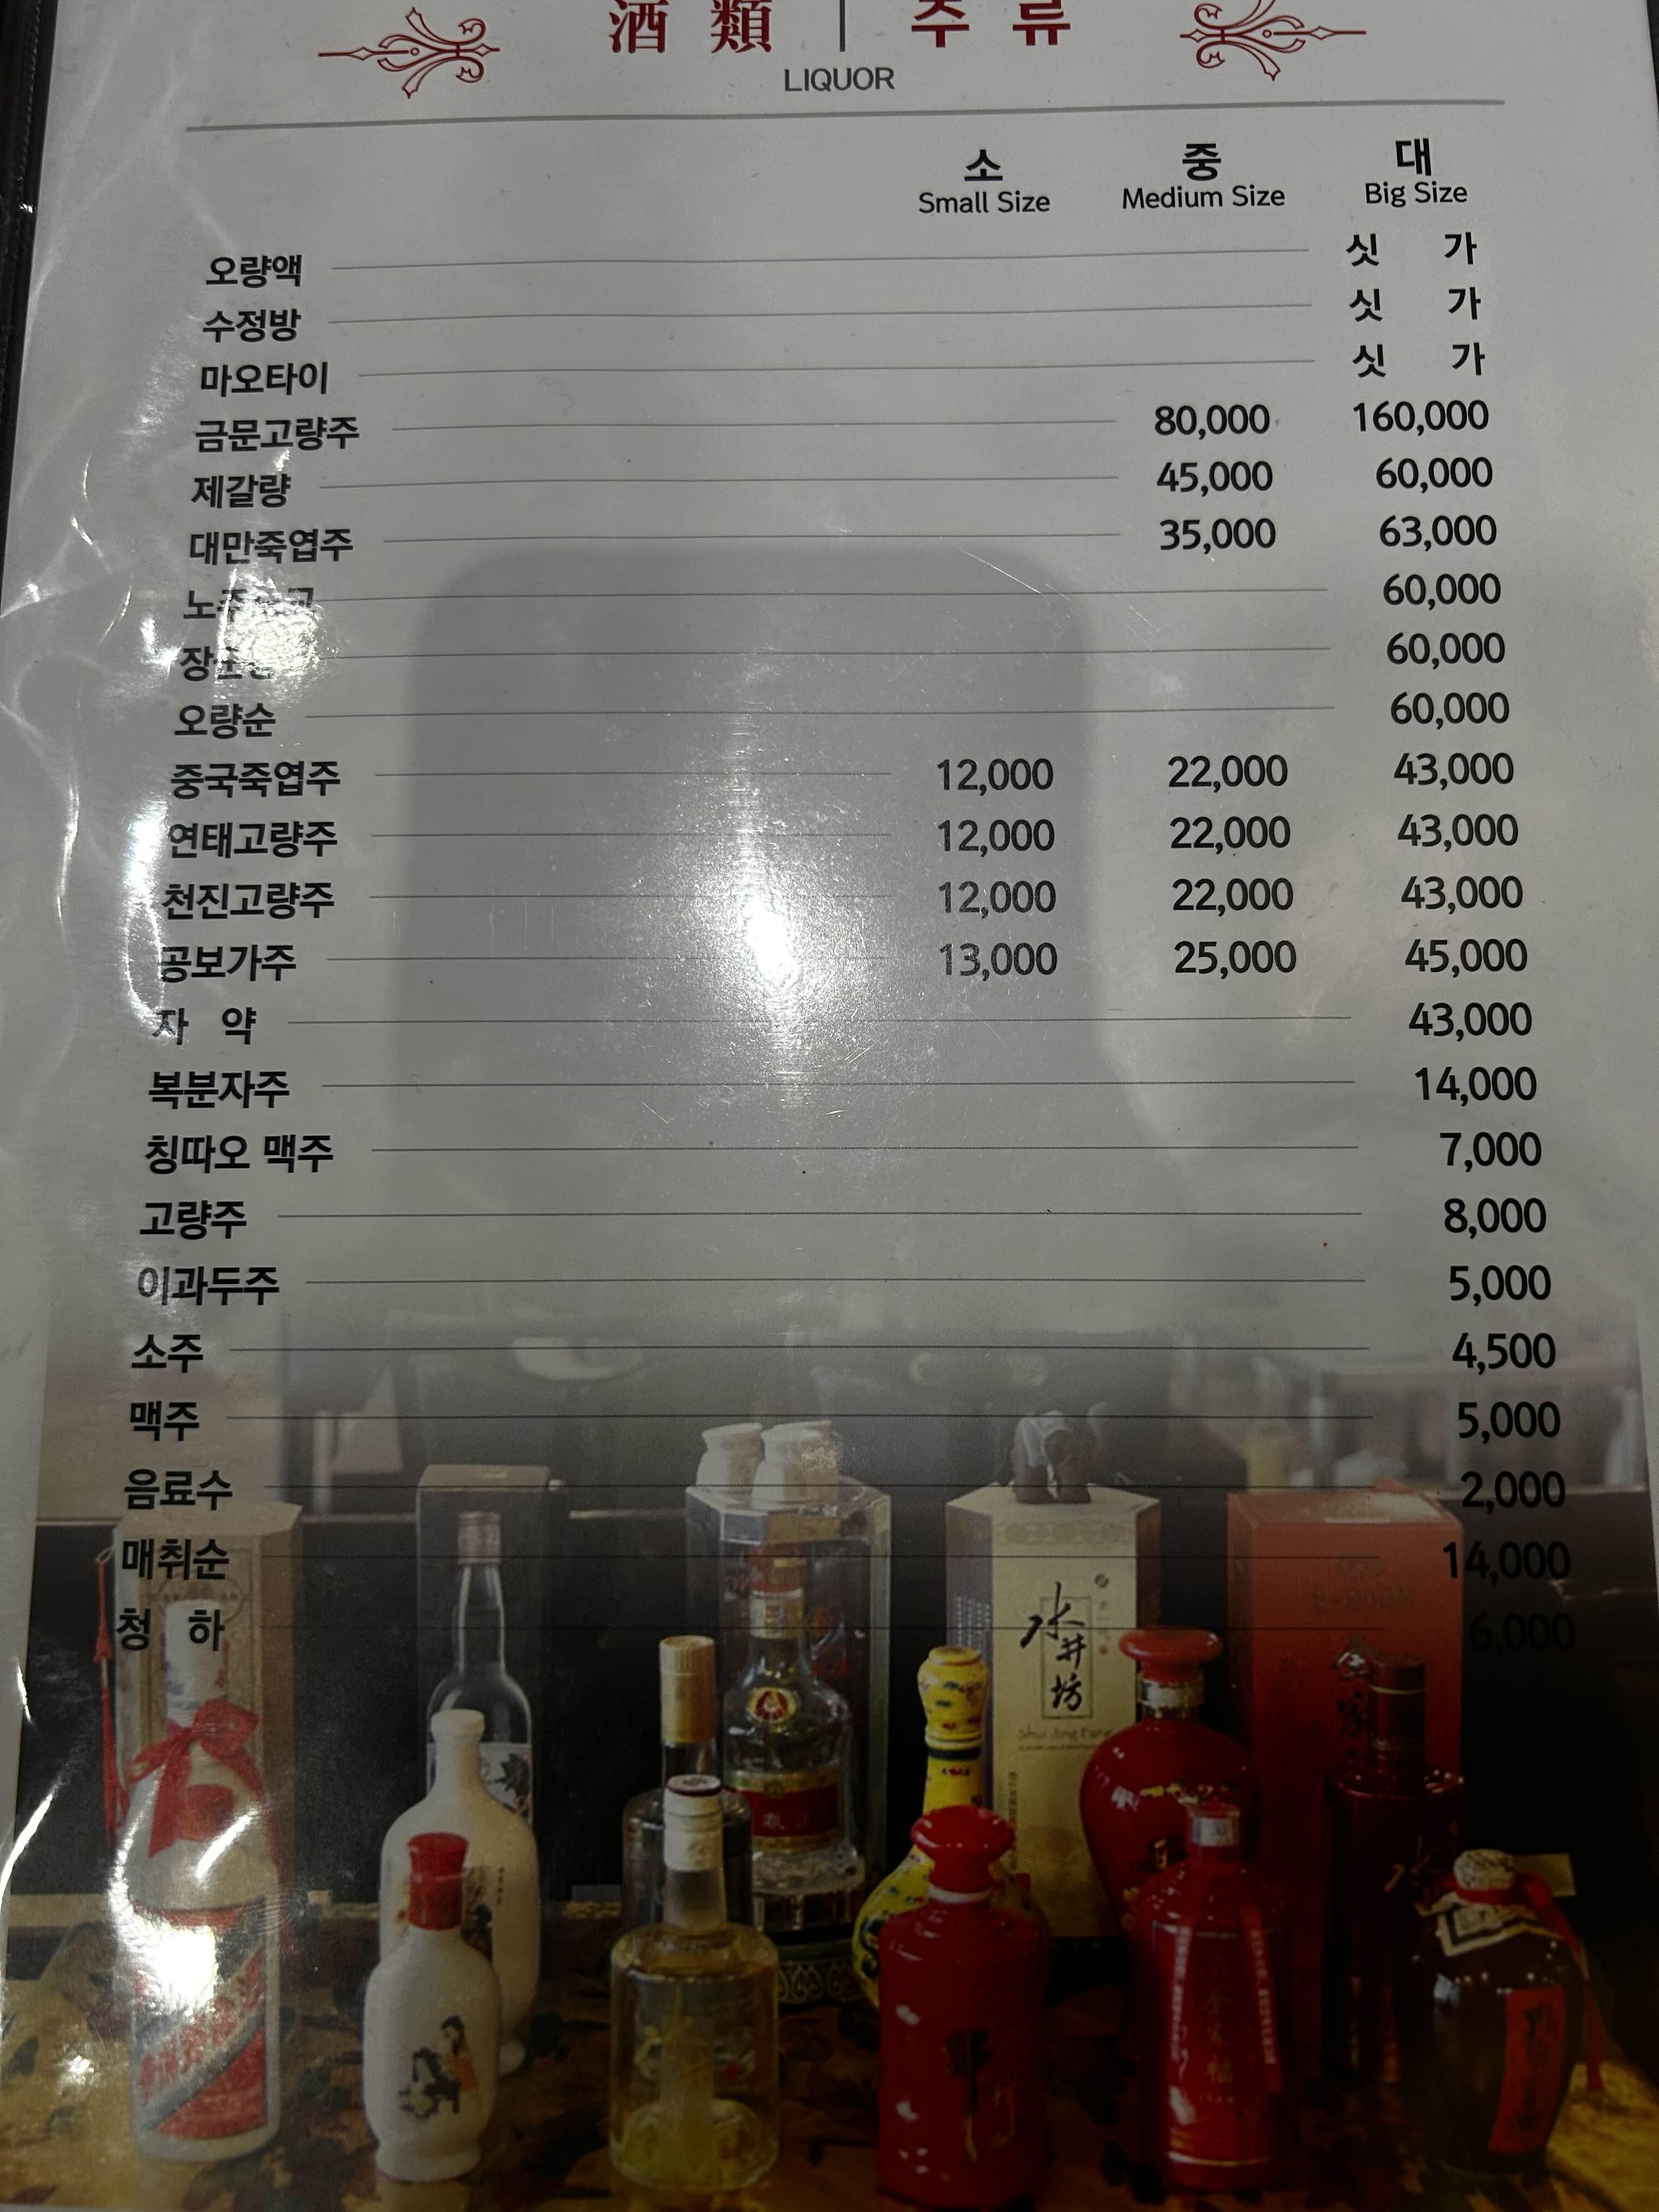 酒 類 | 주 류
LIQUOR
소 중 대
Small Size Medium Size Big Size
오량액 싯 가
수정방 싯 가
마오타이 싯 가
금문고량주 80,000 160,000
제갈량 45,000 60,000
대만죽엽주 35,000 63,000
60,000
60,000
오량순 60,000
중국죽엽주 12,000 22,000 43,000
연태고량주 12,000 22,000 43,000
천진고량주 12,000 22,000 43,000
공보가주 13,000 25,000 45,000
자 약 43,000
복분자주 14,000
칭따오 맥주 7,000
고량주 8,000
이과두주 5,000
소주 4,500
맥주 5,000
음료수 2,000
매취순 14,000
청 하 6,000
水井坊
Shui Jing Fang
全家福